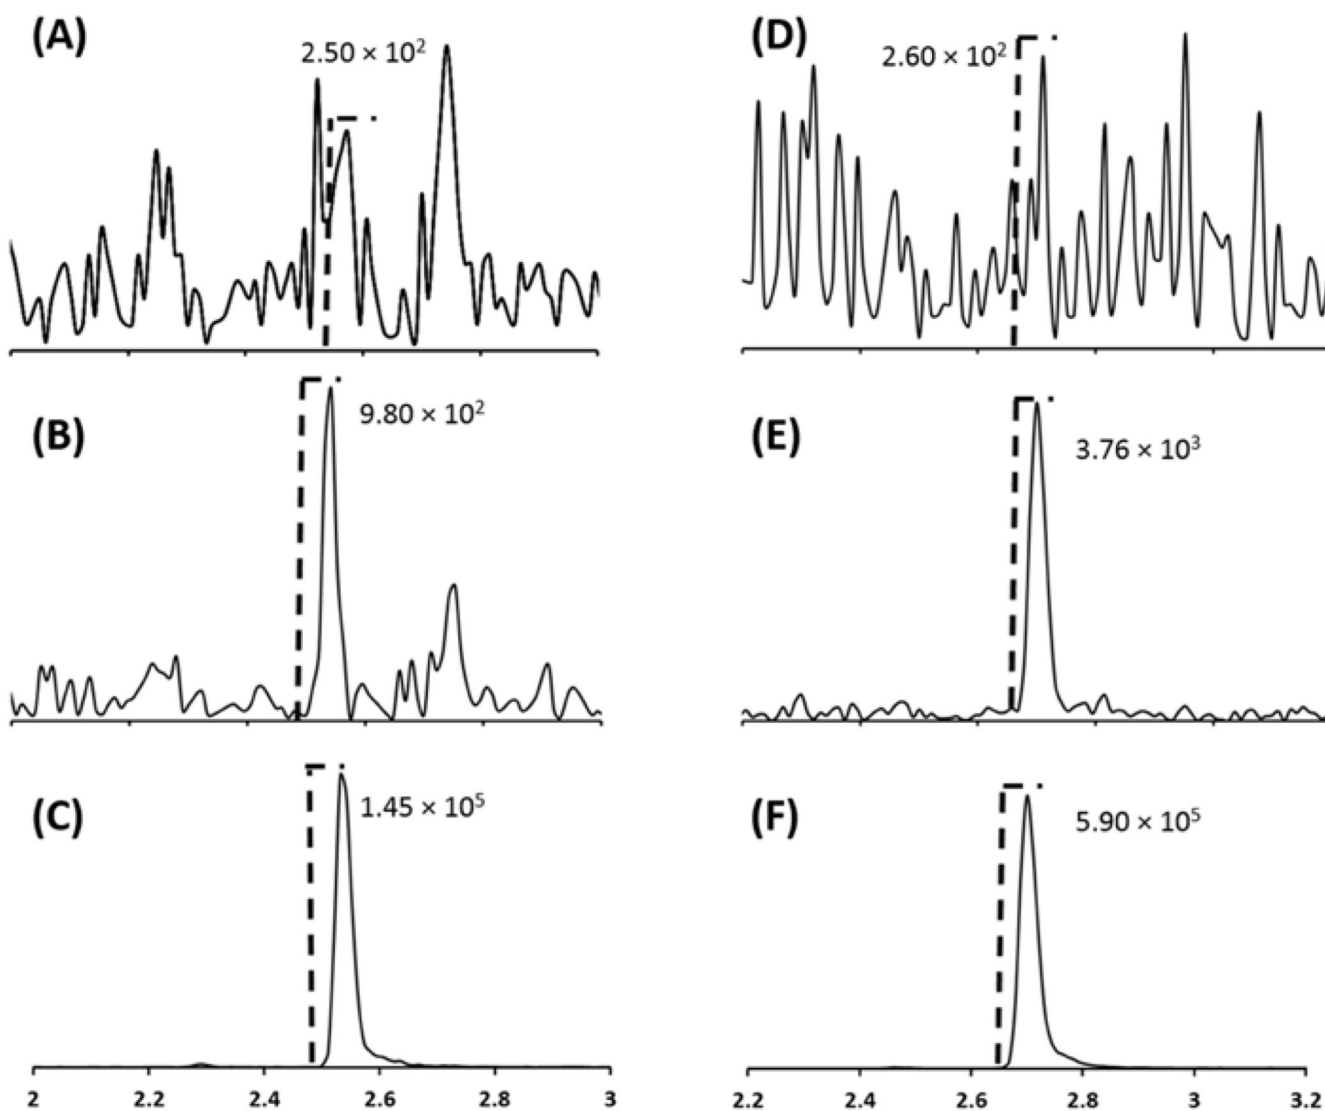 (A) 2.50 × 10²
(D) 2.60 × 10²
(B) 9.80 × 10²
(E) 3.76 × 10³
(C) 1.45 × 10⁵
(F) 5.90 × 10⁵
2 2.2 2.4 2.6 2.8 3
2.2 2.4 2.6 2.8 3 3.2